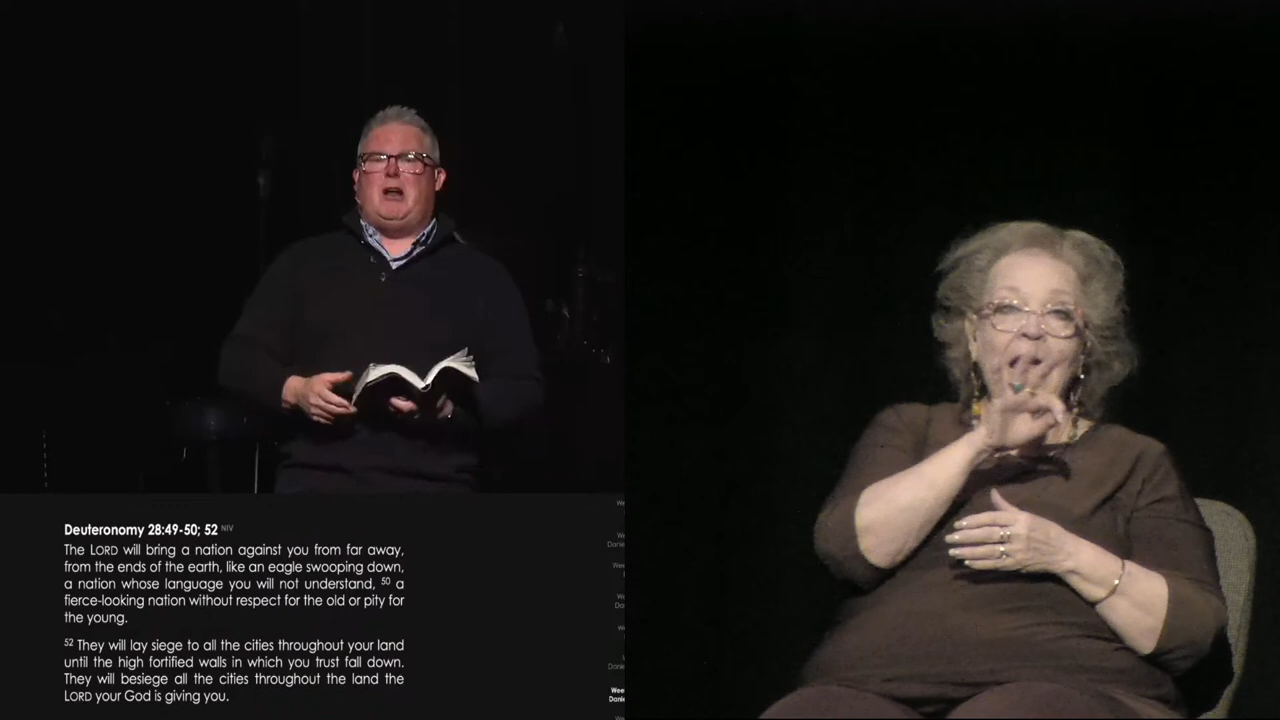 Deuteronomy 28:49-50; 52 NIV
The LORD will bring a nation against you from far away,
from the ends of the earth, like an eagle swooping down,
a nation whose language you will not understand, 50 a
fierce-looking nation without respect for the old or pity for
the young.
52 They will lay siege to all the cities throughout your land
until the high fortified walls in which you trust fall down.
They will besiege all the cities throughout the land the
LORD your God is giving you.